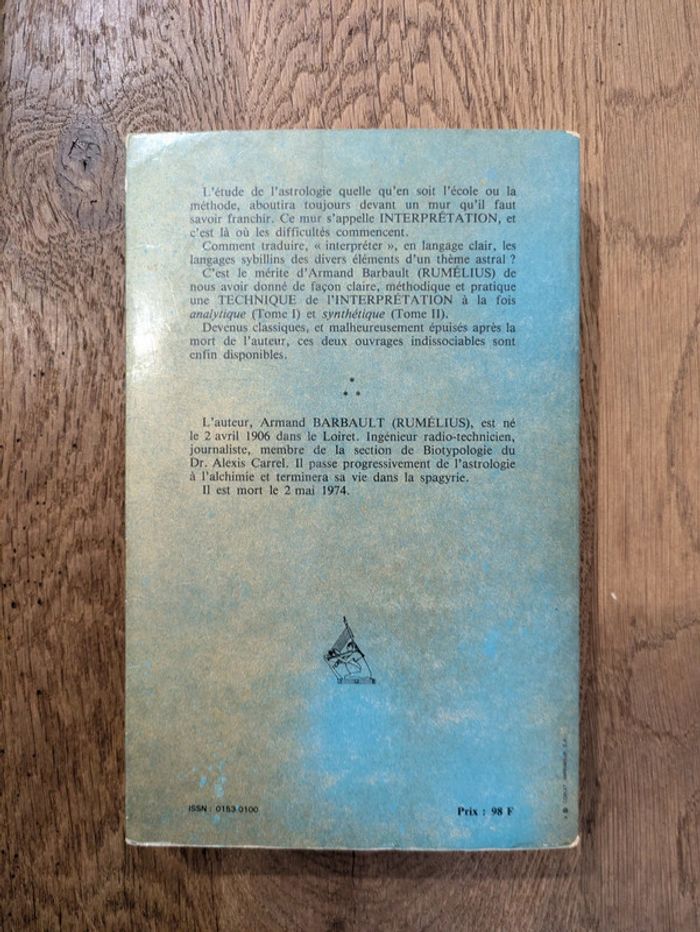 L'étude de l'astrologie quelle qu'en soit l'école ou la
méthode, aboutira toujours devant un mur qu'il faut
savoir franchir. Ce mur s'appelle INTERPRÉTATION, et
c'est là où les difficultés commencent.
Comment traduire, « interpréter », en langage clair, les
langages sybillins des divers éléments d'un thème astral ?
C'est le mérite d'Armand Barbault (RUMÉLIUS) de
nous avoir donné de façon claire, méthodique et pratique
une TECHNIQUE de l'INTERPRÉTATION à la fois
analytique (Tome I) et synthétique (Tome II).
Devenus classiques, et malheureusement épuisés après la
mort de l'auteur, ces deux ouvrages indissociables sont
enfin disponibles.
*
* *
L'auteur, Armand BARBAULT (RUMÉLIUS), est né
le 2 avril 1906 dans le Loiret. Ingénieur radio-technicien,
journaliste, membre de la section de Biotypologie du
Dr. Alexis Carrel. Il passe progressivement de l'astrologie
à l'alchimie et terminera sa vie dans la spagyrie.
Il est mort le 2 mai 1974.
ISSN : 0153 0100
Prix : 98 F